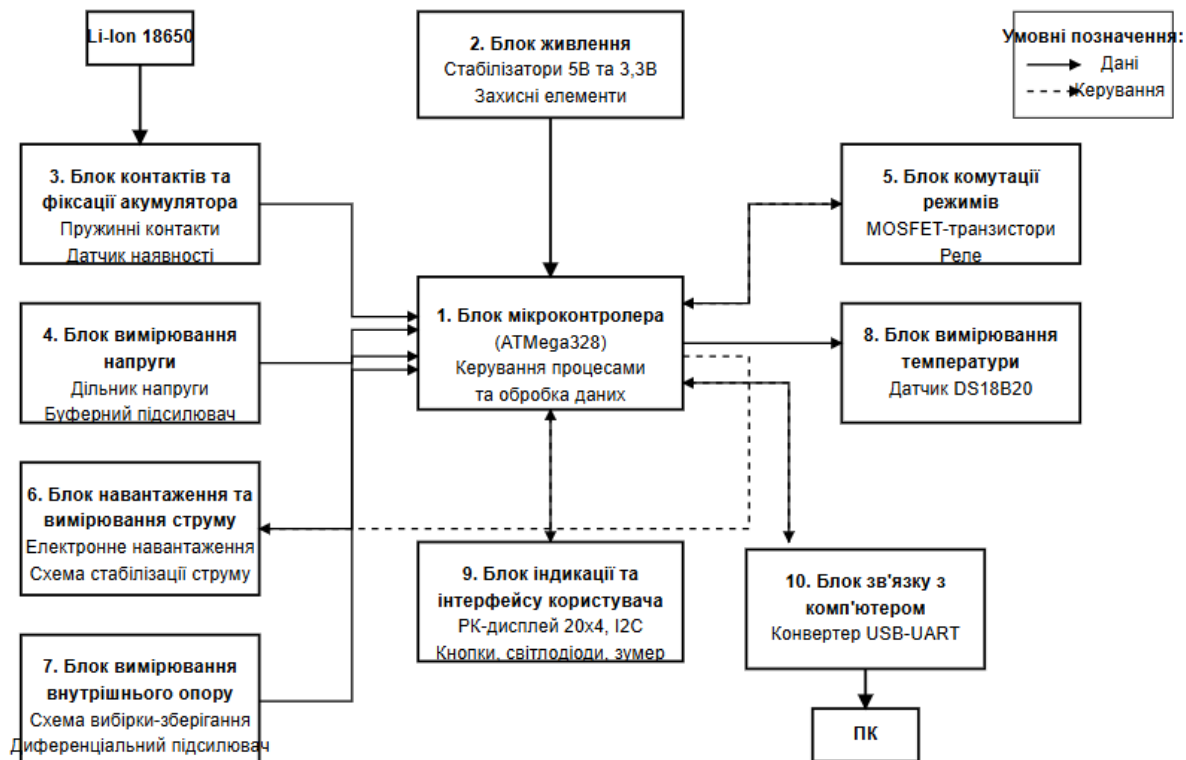 Li-Ion 18650
2. Блок живлення
Стабілізатори 5В та 3,3В
Захисні елементи
Умовні позначення:
Дані
Керування
3. Блок контактів та
фіксації акумулятора
Пружинні контакти
Датчик наявності
5. Блок комутації
режимів
MOSFET-транзистори
Реле
4. Блок вимірювання
напруги
Дільник напруги
Буферний підсилювач
1. Блок мікроконтролера
(ATMega328)
Керування процесами
та обробка даних
8. Блок вимірювання
температури
Датчик DS18B20
6. Блок навантаження та
вимірювання струму
Електронне навантаження
Схема стабілізації струму
9. Блок індикації та
інтерфейсу користувача
РК-дисплей 20x4, I2C
Кнопки, світлодіоди, зумер
10. Блок зв'язку з
комп'ютером
Конвертер USB-UART
7. Блок вимірювання
внутрішнього опору
Схема вибірки-зберігання
Диференціальний підсилювач
ПК